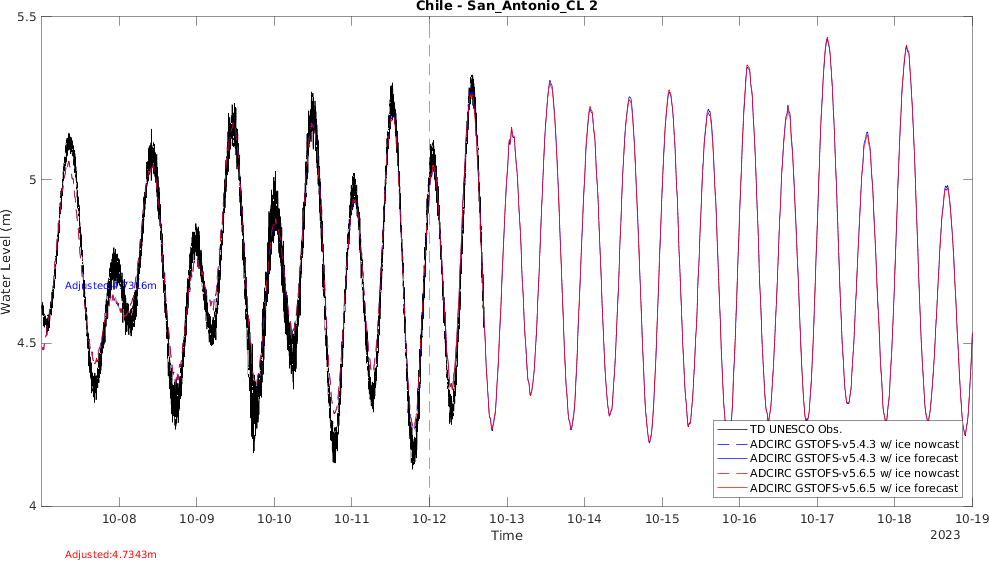 Chile - San_Antonio_CL 2
5.5
5
4.5
4
Water Level (m)
Adjusted:4.7316m
TD UNESCO Obs.
ADCIRC GSTOFS-v5.4.3 w/ ice nowcast
ADCIRC GSTOFS-v5.4.3 w/ ice forecast
ADCIRC GSTOFS-v5.6.5 w/ ice nowcast
ADCIRC GSTOFS-v5.6.5 w/ ice forecast
10-08 10-09 10-10 10-11 10-12 10-13 10-14 10-15 10-16 10-17 10-18 10-19
Time
2023
Adjusted:4.7343m